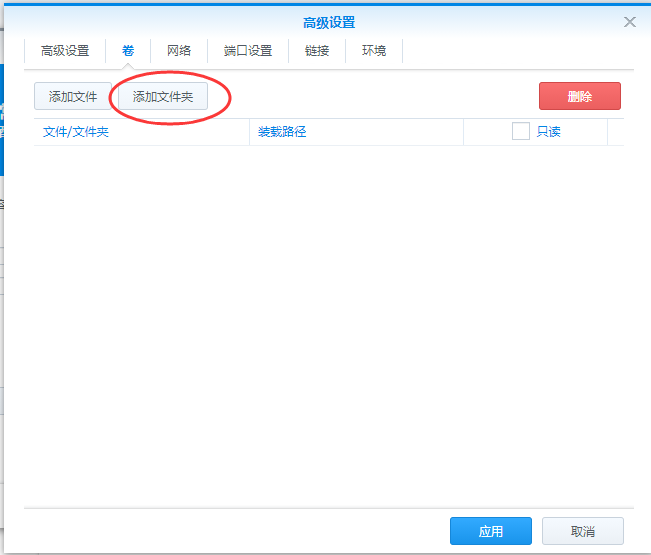 高级设置
高级设置 卷 网络 端口设置 链接 环境
添加文件 添加文件夹 删除
文件/文件夹 装载路径 只读
应用 取消